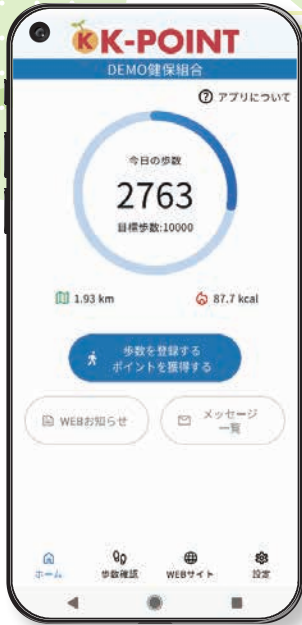 K-POINT
DEMO健保組合
アプリについて
今日の歩数
2763
目標歩数:10000
1.93 km
87.7 kcal
歩数を登録する
ポイントを獲得する
WEBお知らせ
メッセージ
一覧
ホーム
歩数確認
WEBサイト
設定